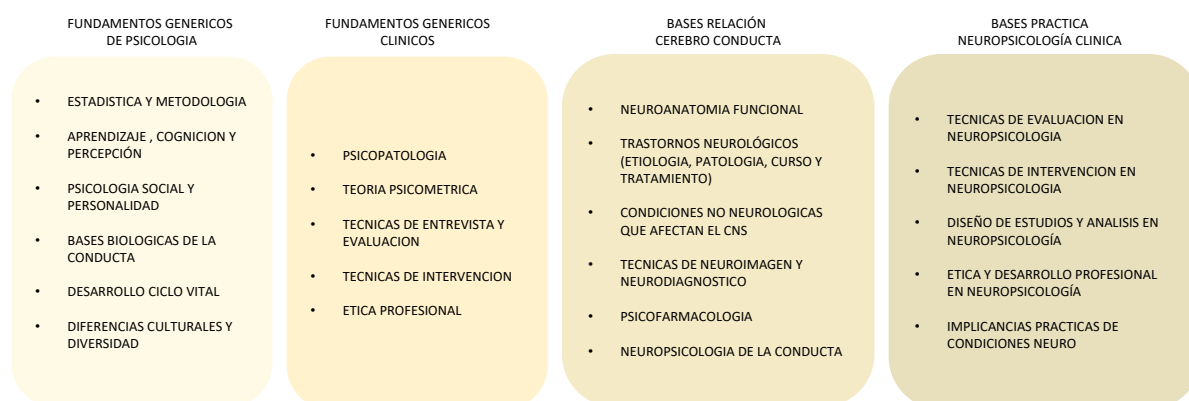 FUNDAMENTOS GENERICOS
DE PSICOLOGIA
• ESTADISTICA Y METODOLOGIA
• APRENDIZAJE , COGNICION Y
PERCEPCIÓN
• PSICOLOGIA SOCIAL Y
PERSONALIDAD
• BASES BIOLOGICAS DE LA
CONDUCTA
• DESARROLLO CICLO VITAL
• DIFERENCIAS CULTURALES Y
DIVERSIDAD
FUNDAMENTOS GENERICOS
CLINICOS
• PSICOPATOLOGIA
• TEORIA PSICOMETRICA
• TECNICAS DE ENTREVISTA Y
EVALUACION
• TECNICAS DE INTERVENCION
• ETICA PROFESIONAL
BASES RELACIÓN
CEREBRO CONDUCTA
• NEUROANATOMIA FUNCIONAL
• TRASTORNOS NEUROLÓGICOS
(ETIOLOGIA, PATOLOGIA, CURSO Y
TRATAMIENTO)
• CONDICIONES NO NEUROLOGICAS
QUE AFECTAN EL CNS
• TECNICAS DE NEUROIMAGEN Y
NEURODIAGNOSTICO
• PSICOFARMACOLOGIA
• NEUROPSICOLOGIA DE LA CONDUCTA
BASES PRACTICA
NEUROPSICOLOGÍA CLINICA
• TECNICAS DE EVALUACION EN
NEUROPSICOLOGIA
• TECNICAS DE INTERVENCION EN
NEUROPSICOLOGIA
• DISEÑO DE ESTUDIOS Y ANALISIS EN
NEUROPSICOLOGÍA
• ETICA Y DESARROLLO PROFESIONAL
EN NEUROPSICOLOGÍA
• IMPLICANCIAS PRACTICAS DE
CONDICIONES NEURO